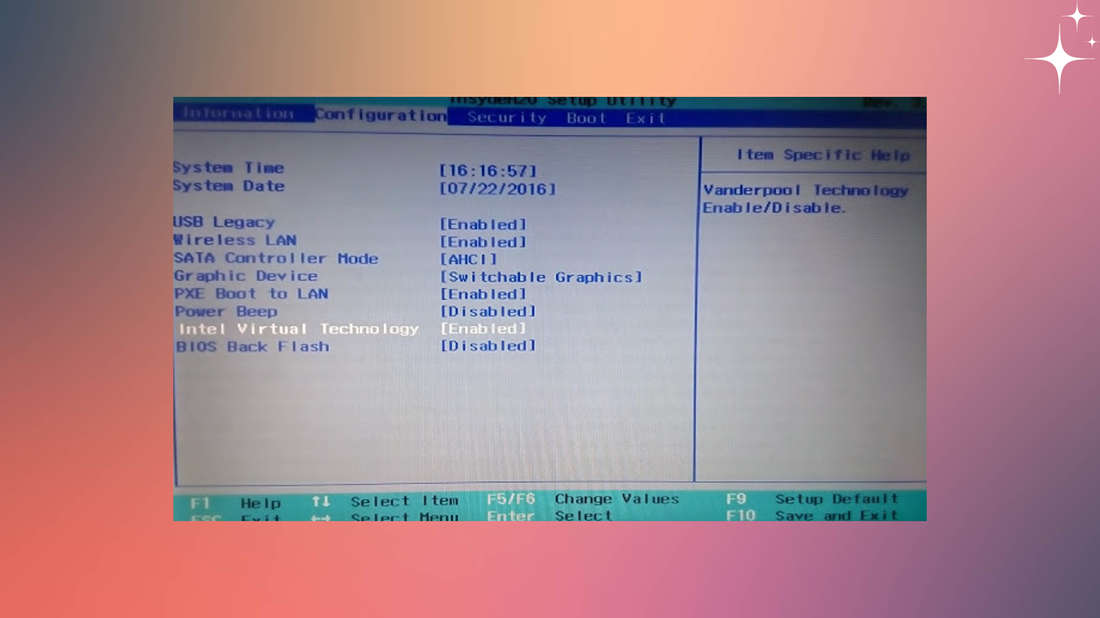 InsydeH20 Setup Utility Rev. 3
Information Configuration Security Boot Exit
Item Specific Help
System Time [16:16:57]
System Date [07/22/2016]
Vanderpool Technology
Enable/Disable.
USB Legacy [Enabled]
Wireless LAN [Enabled]
SATA Controller Mode [AHCI]
Graphic Device [Switchable Graphics]
PXE Boot to LAN [Enabled]
Power Beep [Disabled]
Intel Virtual Technology [Enabled]
BIOS Back Flash [Disabled]
F1 Help ↑↓ Select Item F5/F6 Change Values F9 Setup Default
ESC Exit ↔ Select Menu Enter Select F10 Save and Exit